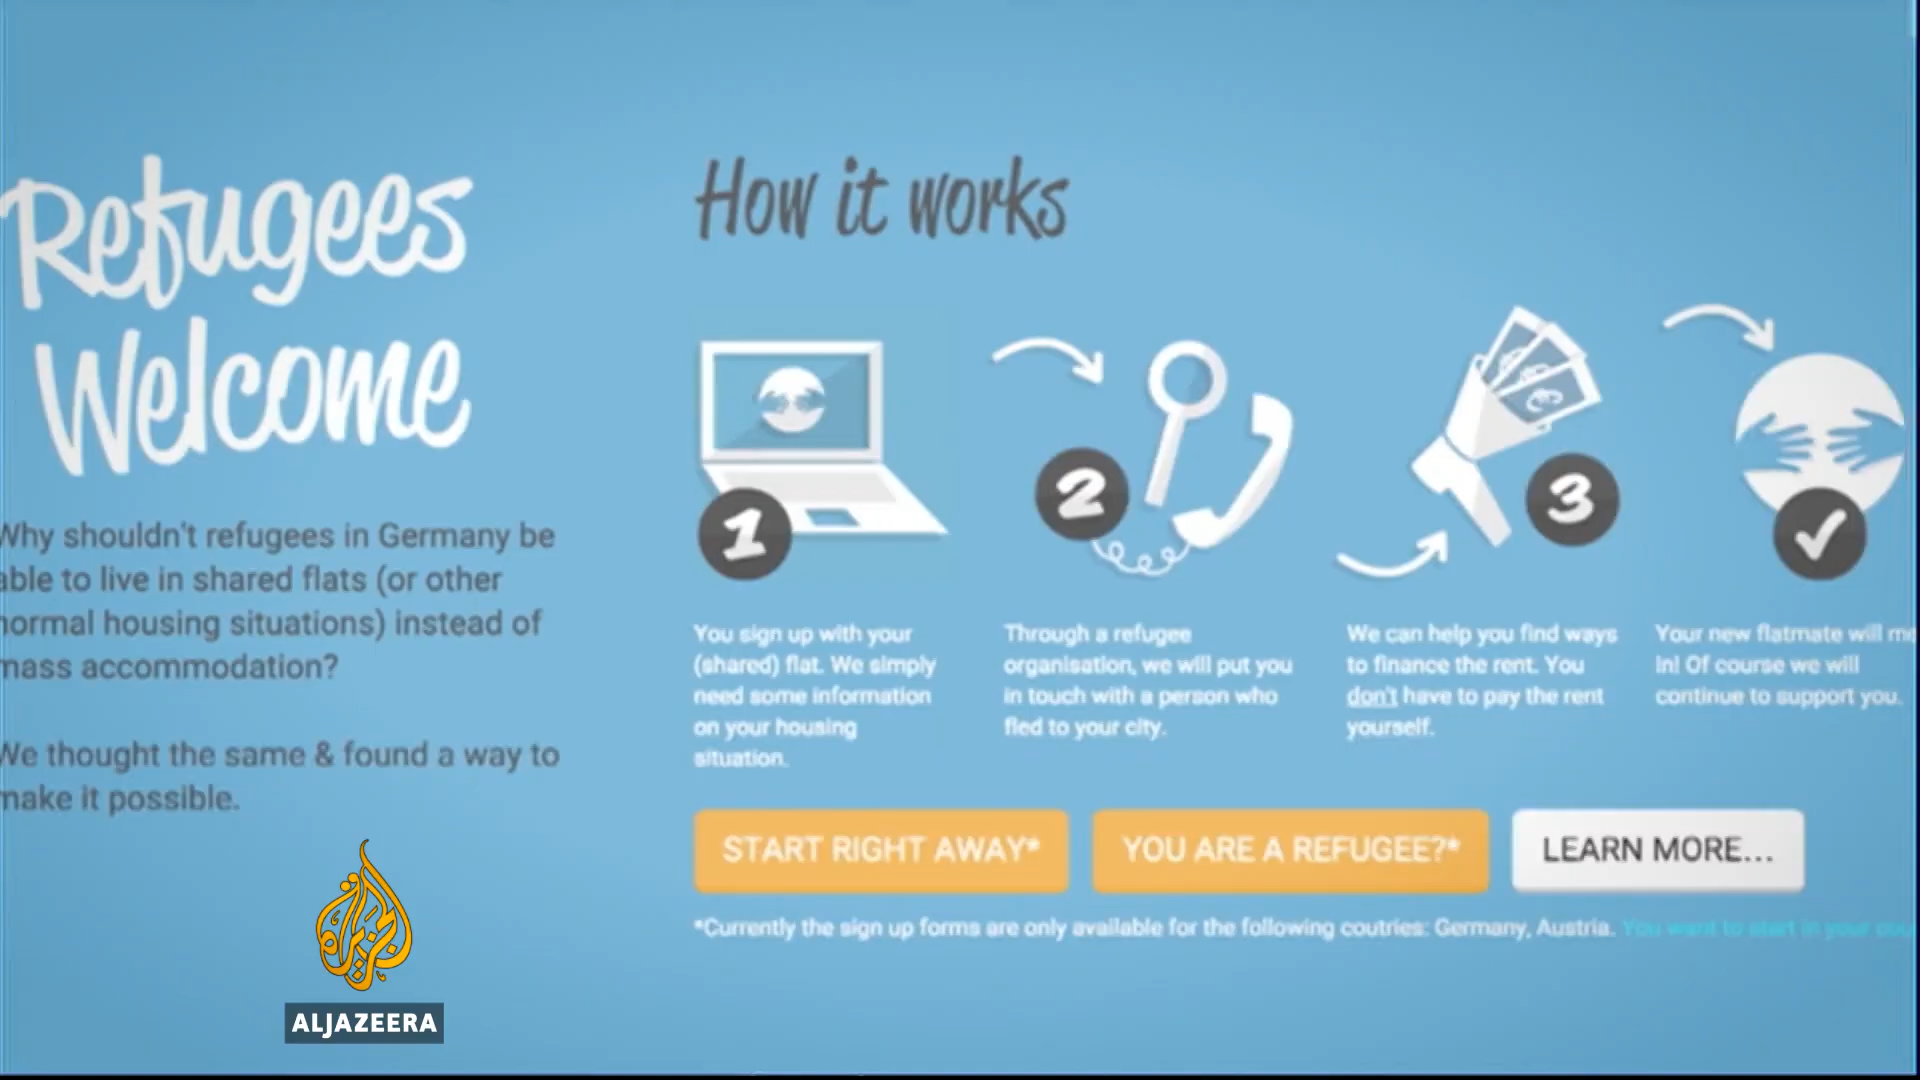 Refugees
Welcome
Why shouldn't refugees in Germany be
able to live in shared flats (or other
normal housing situations) instead of
mass accommodation?
We thought the same & found a way to
make it possible.
How it works
1
2
3
You sign up with your
(shared) flat. We simply
need some information
on your housing
situation.
Through a refugee
organisation, we will put you
in touch with a person who
fled to your city.
We can help you find ways
to finance the rent. You
don't have to pay the rent
yourself.
Your new flatmate will
in! Of course we will
continue to support you.
START RIGHT AWAY*
YOU ARE A REFUGEE?*
LEARN MORE...
*Currently the sign up forms are only available for the following coutries: Germany, Austria. You want to start in your
الجزيرة
ALJAZEERA